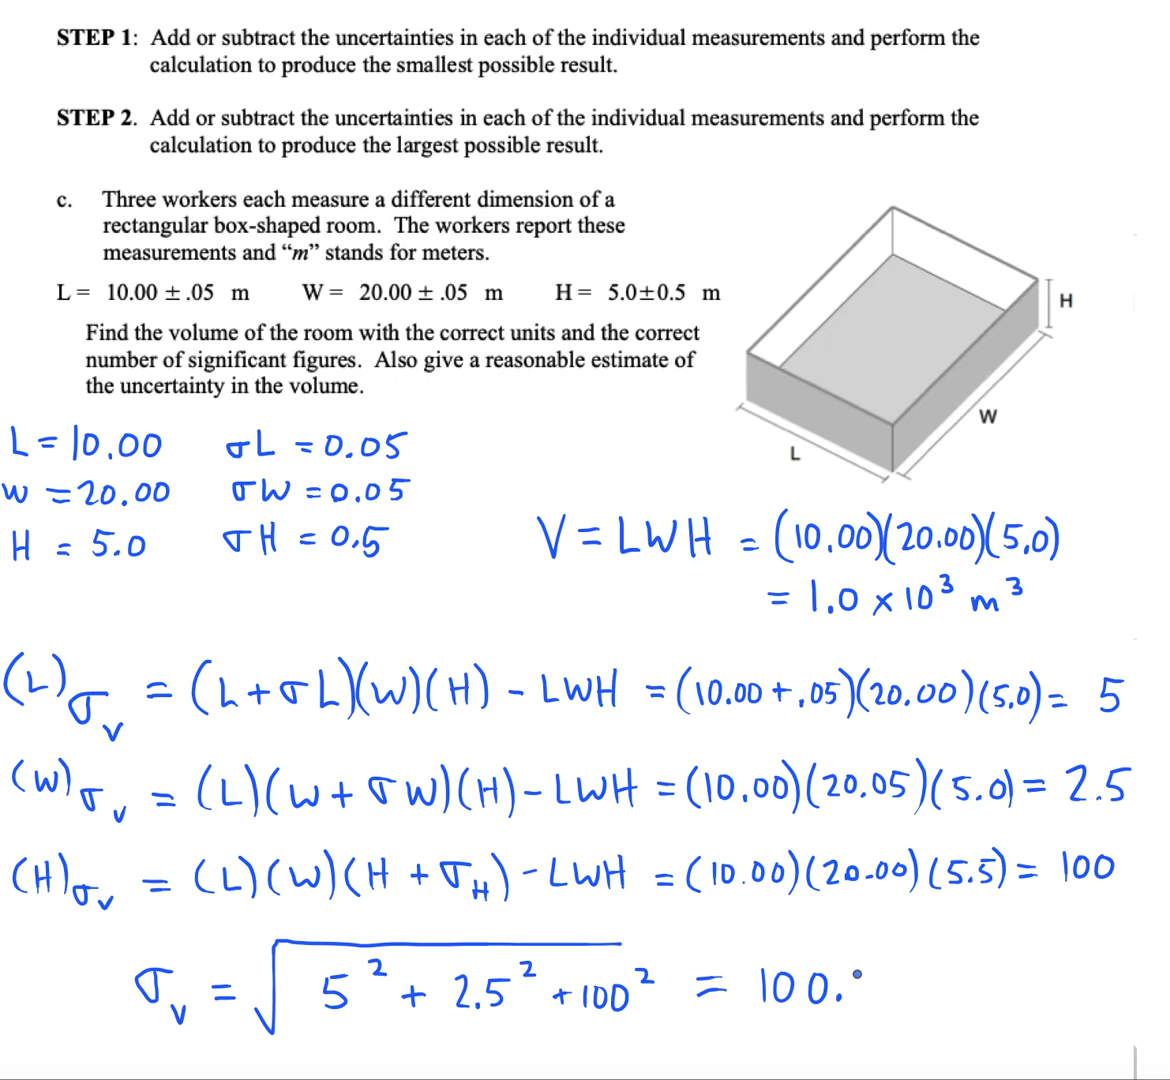 STEP 1: Add or subtract the uncertainties in each of the individual measurements and perform the
calculation to produce the smallest possible result.
STEP 2. Add or subtract the uncertainties in each of the individual measurements and perform the
calculation to produce the largest possible result.
c. Three workers each measure a different dimension of a
rectangular box-shaped room. The workers report these
measurements and “m” stands for meters.
L = 10.00 ± .05 m W = 20.00 ± .05 m H = 5.0±0.5 m
Find the volume of the room with the correct units and the correct
number of significant figures. Also give a reasonable estimate of
the uncertainty in the volume.
H
W
L
L = 10.00 σL = 0.05
W = 20.00 σW = 0.05
H = 5.0 σH = 0.5
V = LWH = (10.00)(20.00)(5.0)
= 1.0 × 10³ m³
(L)σᵥ = (L+σL)(W)(H) - LWH = (10.00 + .05)(20.00)(5.0) = 5
(W)σᵥ = (L)(W+σW)(H) - LWH = (10.00)(20.05)(5.0) = 2.5
(H)σᵥ = (L)(W)(H + σ_H) - LWH = (10.00)(20.00)(5.5) = 100
σᵥ = √5² + 2.5² + 100² = 100.